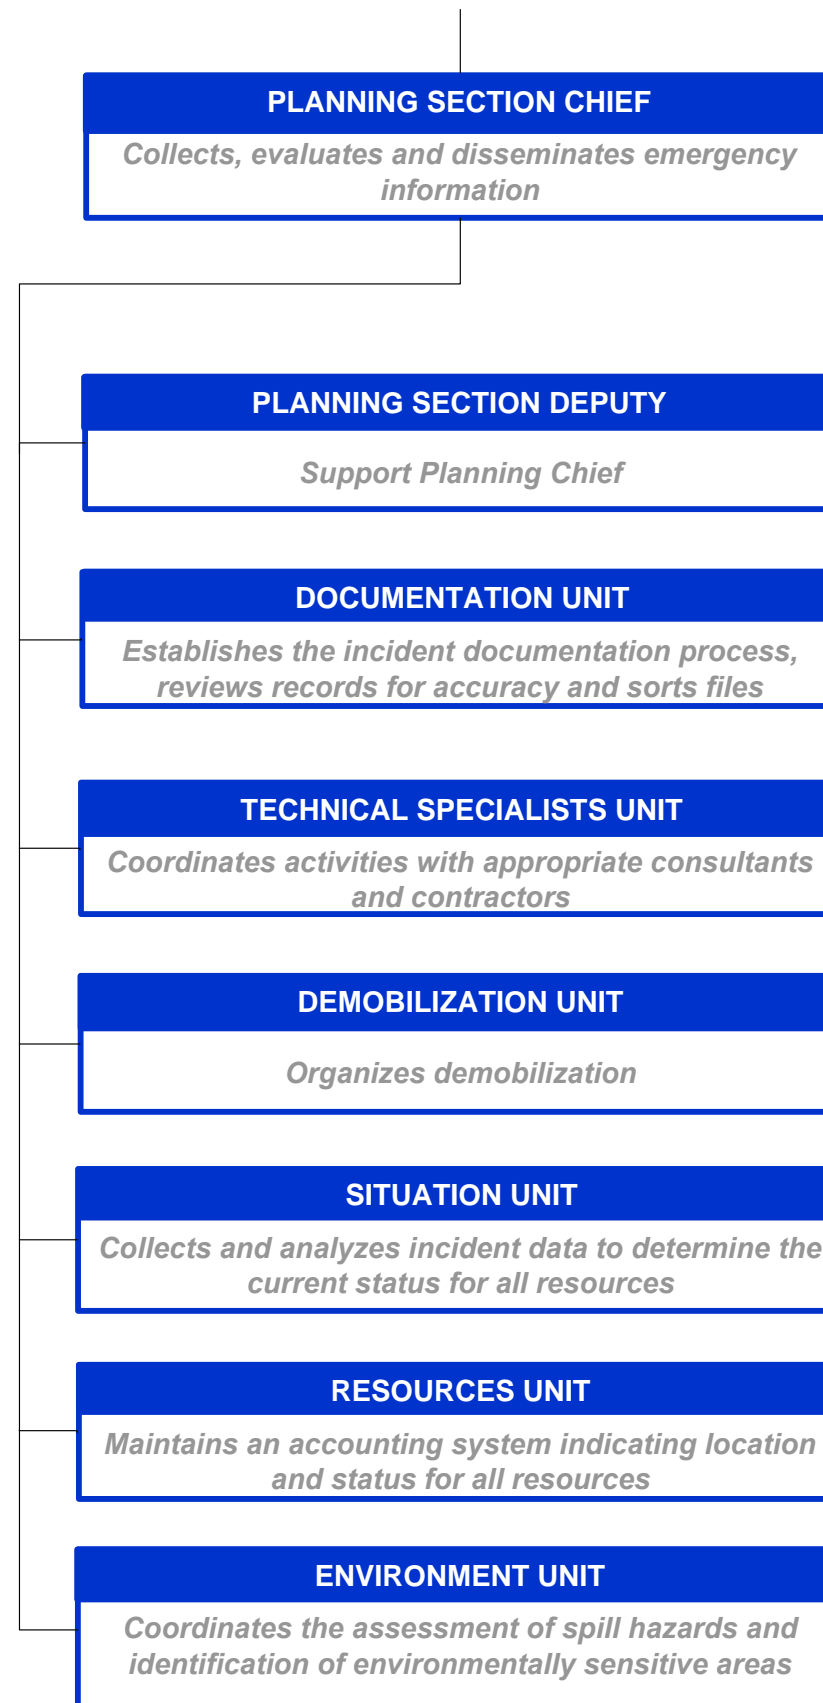 PLANNING SECTION CHIEF
Collects, evaluates and disseminates emergency
information
PLANNING SECTION DEPUTY
Support Planning Chief
DOCUMENTATION UNIT
Establishes the incident documentation process,
reviews records for accuracy and sorts files
TECHNICAL SPECIALISTS UNIT
Coordinates activities with appropriate consultants
and contractors
DEMOBILIZATION UNIT
Organizes demobilization
SITUATION UNIT
Collects and analyzes incident data to determine the
current status for all resources
RESOURCES UNIT
Maintains an accounting system indicating location
and status for all resources
ENVIRONMENT UNIT
Coordinates the assessment of spill hazards and
identification of environmentally sensitive areas